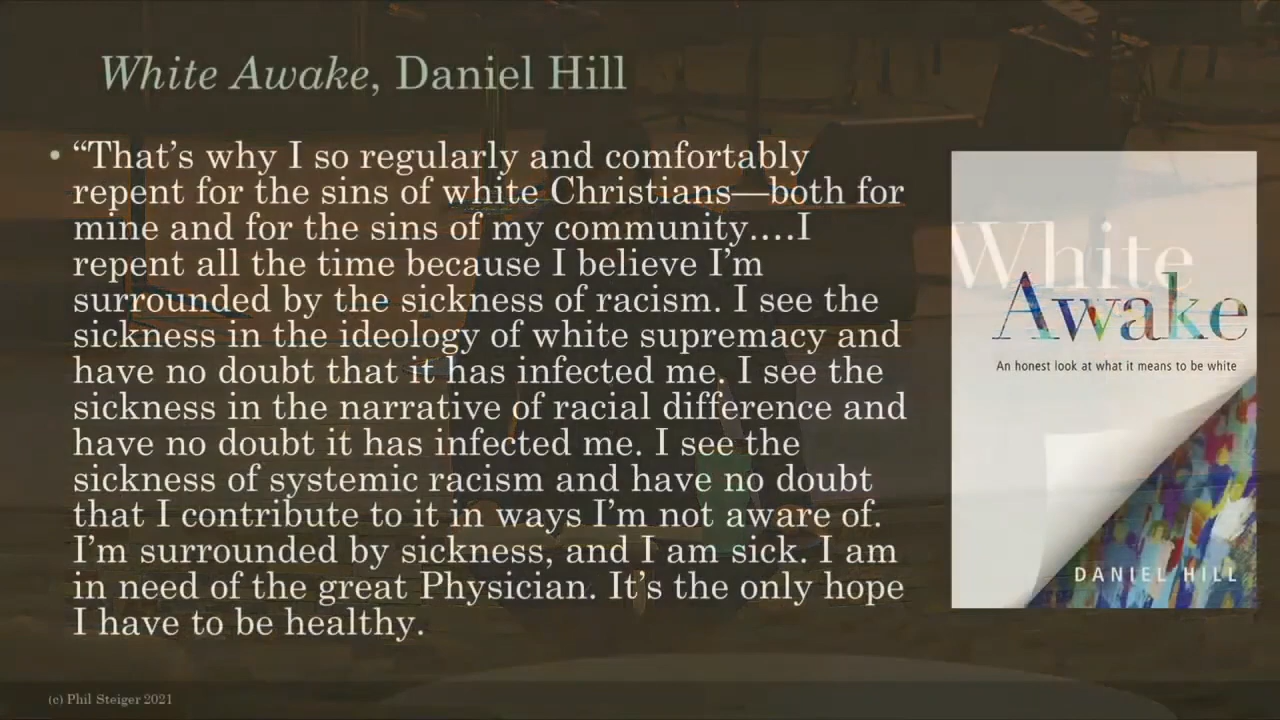 White Awake, Daniel Hill
• “That’s why I so regularly and comfortably
repent for the sins of white Christians—both for
mine and for the sins of my community….I
repent all the time because I believe I’m
surrounded by the sickness of racism. I see the
sickness in the ideology of white supremacy and
have no doubt that it has infected me. I see the
sickness in the narrative of racial difference and
have no doubt it has infected me. I see the
sickness of systemic racism and have no doubt
that I contribute to it in ways I’m not aware of.
I’m surrounded by sickness, and I am sick. I am
in need of the great Physician. It’s the only hope
I have to be healthy.
White
Awake
An honest look at what it means to be white
DANIEL HILL
(c) Phil Steiger 2021